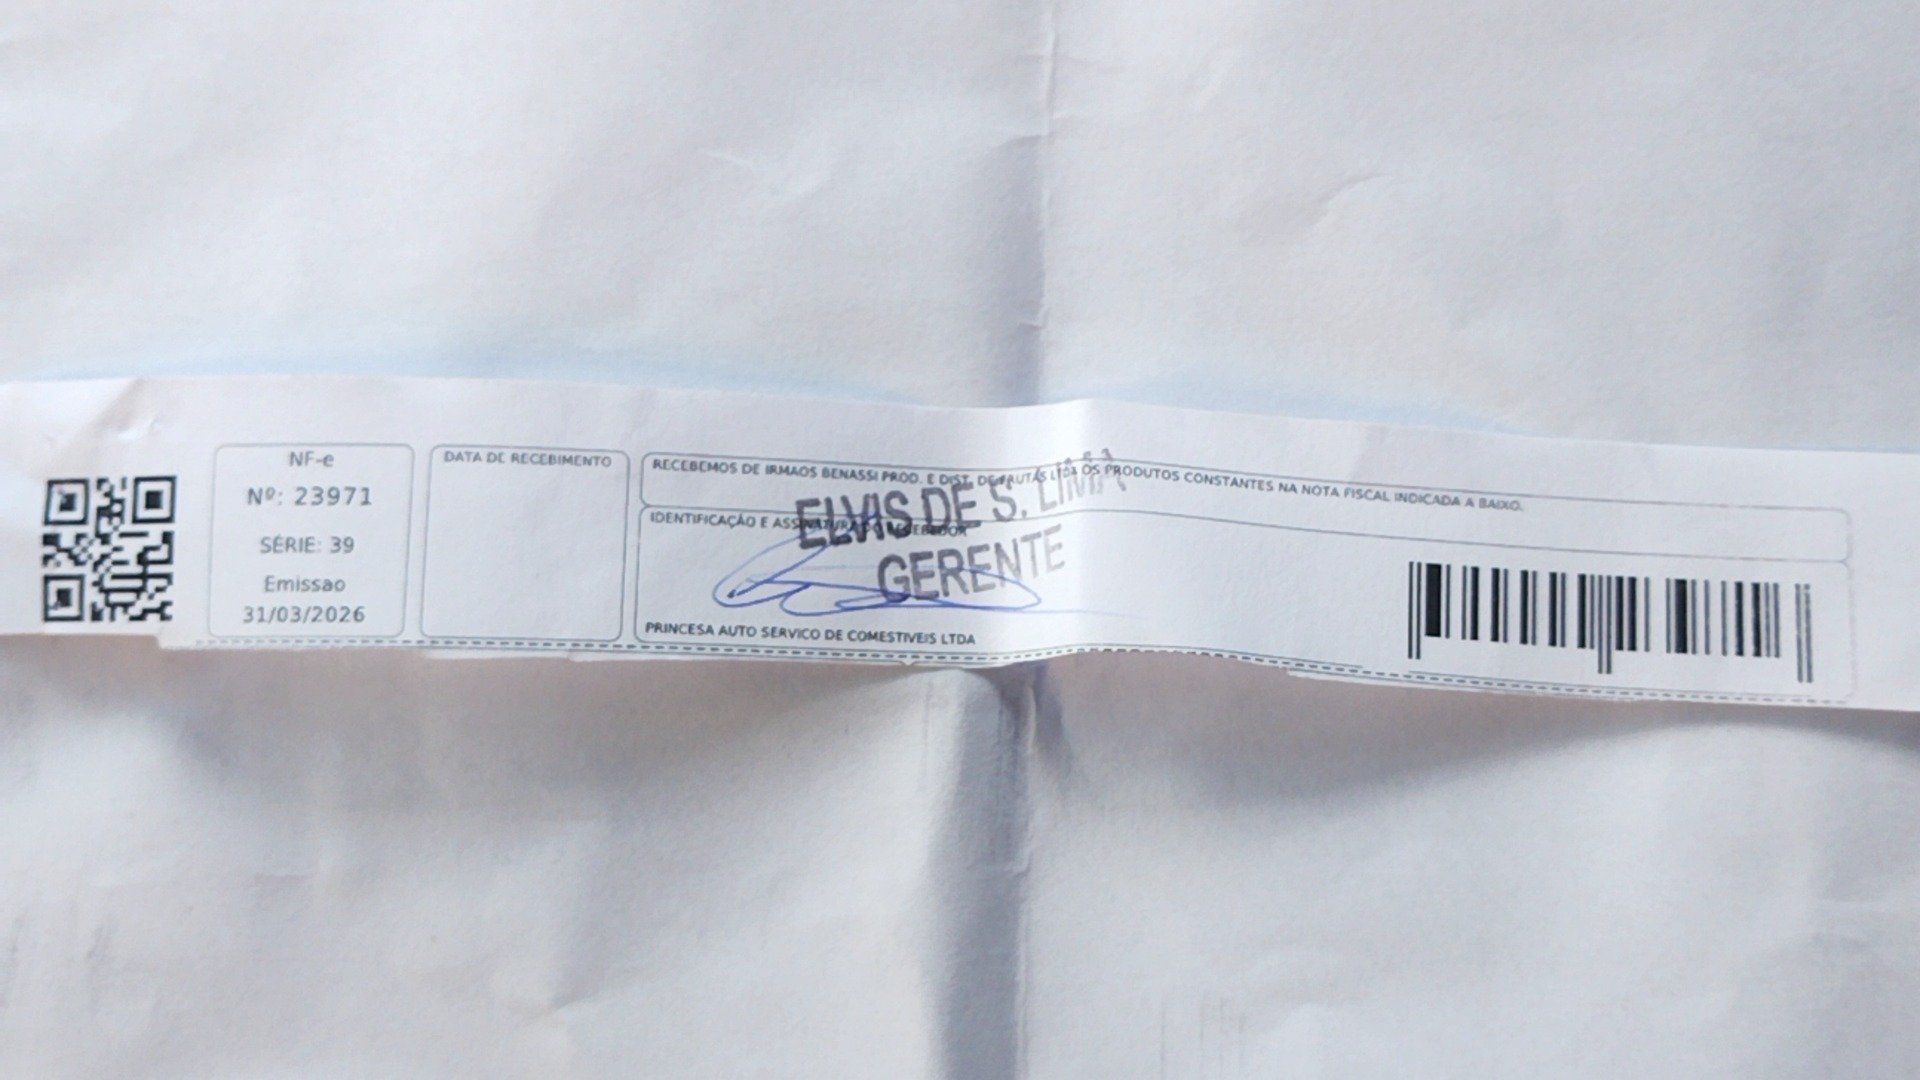 NF-e
Nº: 23971
SÉRIE: 39
Emissao
31/03/2026
DATA DE RECEBIMENTO
RECEBEMOS DE IRMAOS BENASSI PROD. E DIST. DE FRUTAS LTDA OS PRODUTOS CONSTANTES NA NOTA FISCAL INDICADA A BAIXO.
IDENTIFICAÇÃO E ASSINATURA DO RECEBEDOR
ELVIS DE S. LIMA
GERENTE
PRINCESA AUTO SERVICO DE COMESTIVEIS LTDA